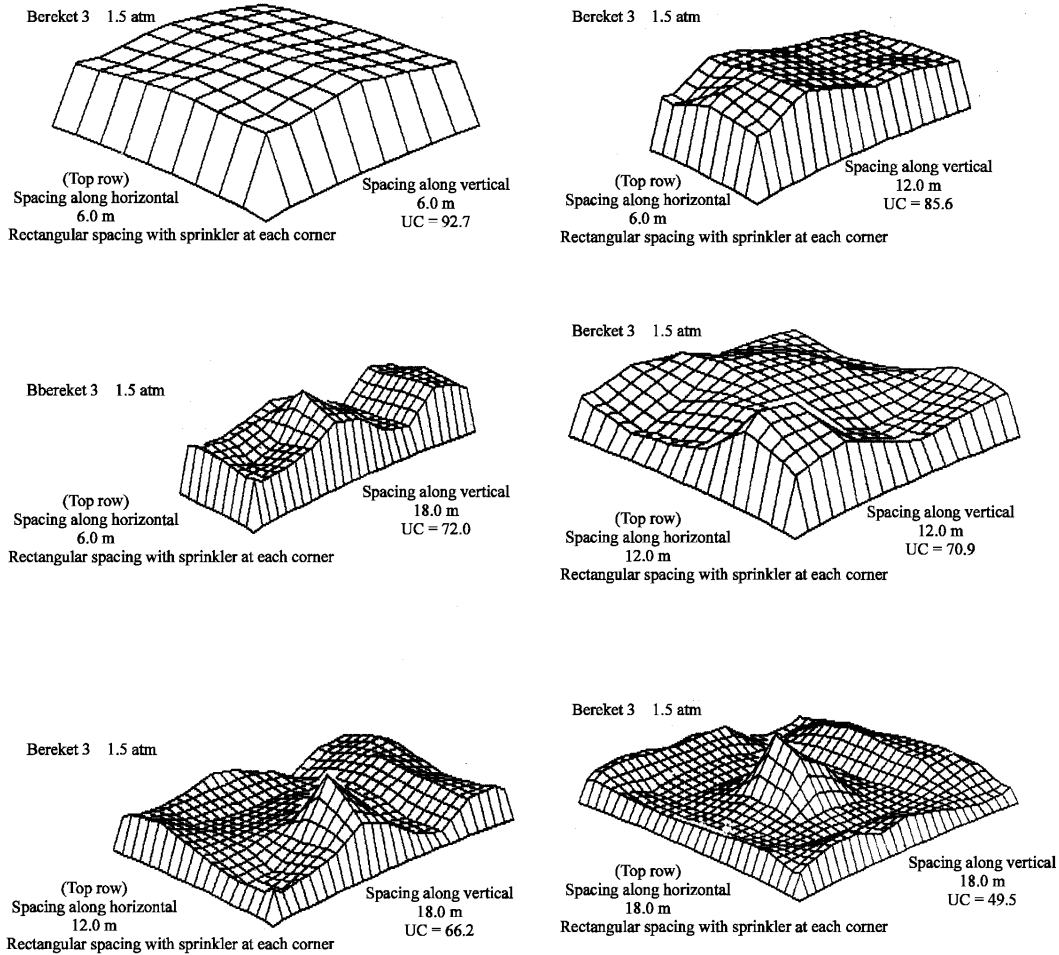 Bereket 3 1.5 atm
(Top row)
Spacing along horizontal
6.0 m
Spacing along vertical
6.0 m
UC = 92.7
Rectangular spacing with sprinkler at each corner
Bereket 3 1.5 atm
(Top row)
Spacing along horizontal
6.0 m
Spacing along vertical
12.0 m
UC = 85.6
Rectangular spacing with sprinkler at each corner
Bbereket 3 1.5 atm
(Top row)
Spacing along horizontal
6.0 m
Spacing along vertical
18.0 m
UC = 72.0
Rectangular spacing with sprinkler at each corner
Bereket 3 1.5 atm
(Top row)
Spacing along horizontal
12.0 m
Spacing along vertical
12.0 m
UC = 70.9
Rectangular spacing with sprinkler at each corner
Bereket 3 1.5 atm
(Top row)
Spacing along horizontal
12.0 m
Spacing along vertical
18.0 m
UC = 66.2
Rectangular spacing with sprinkler at each corner
Bereket 3 1.5 atm
(Top row)
Spacing along horizontal
18.0 m
Spacing along vertical
18.0 m
UC = 49.5
Rectangular spacing with sprinkler at each corner